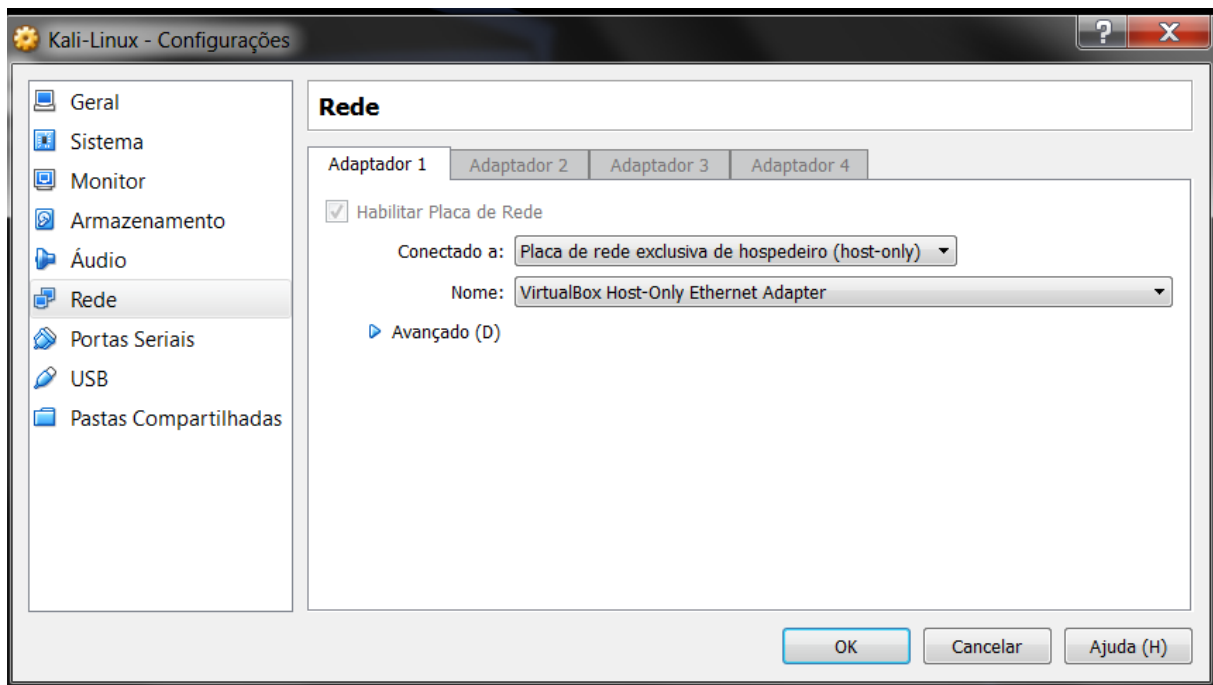 Kali-Linux - Configurações
?
X
Geral
Sistema
Monitor
Armazenamento
Áudio
Rede
Portas Seriais
USB
Pastas Compartilhadas
Rede
Adaptador 1 Adaptador 2 Adaptador 3 Adaptador 4
Habilitar Placa de Rede
Conectado a: Placa de rede exclusiva de hospedeiro (host-only)
Nome: VirtualBox Host-Only Ethernet Adapter
Avançado (D)
OK Cancelar Ajuda (H)